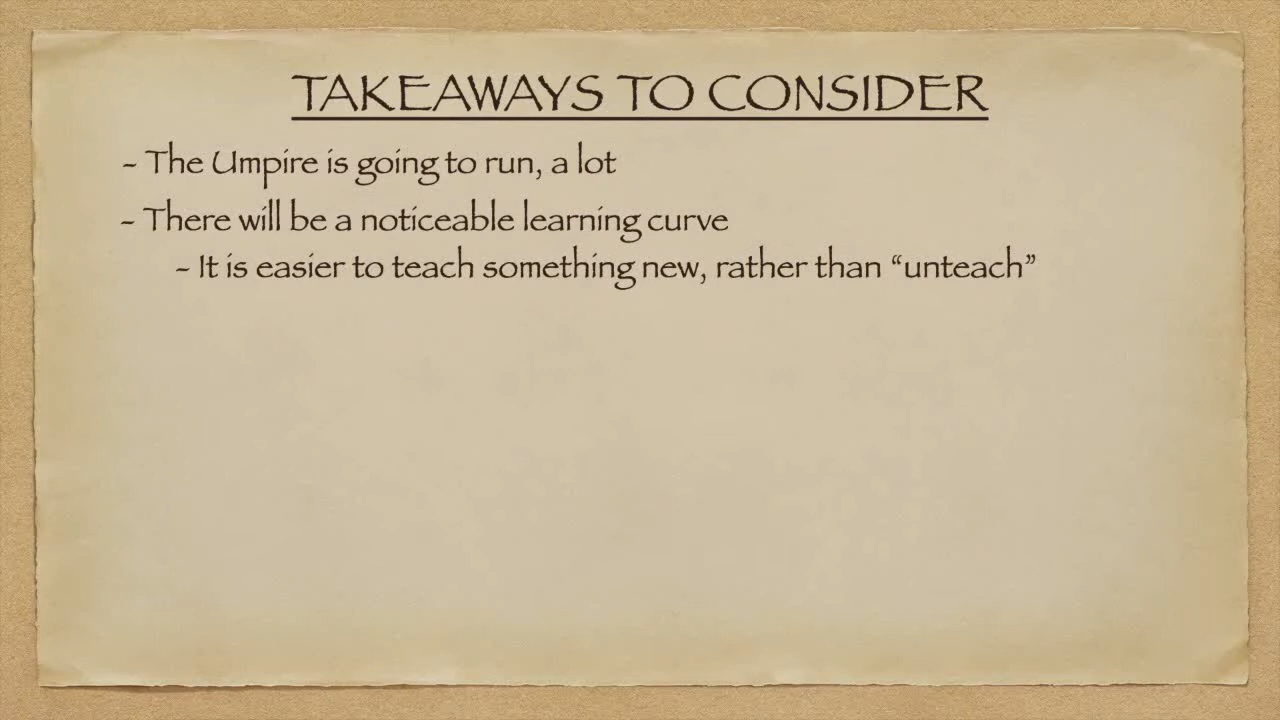 TAKEAWAYS TO CONSIDER
- The Umpire is going to run, a lot
- There will be a noticeable learning curve
- It is easier to teach something new, rather than “unteach”